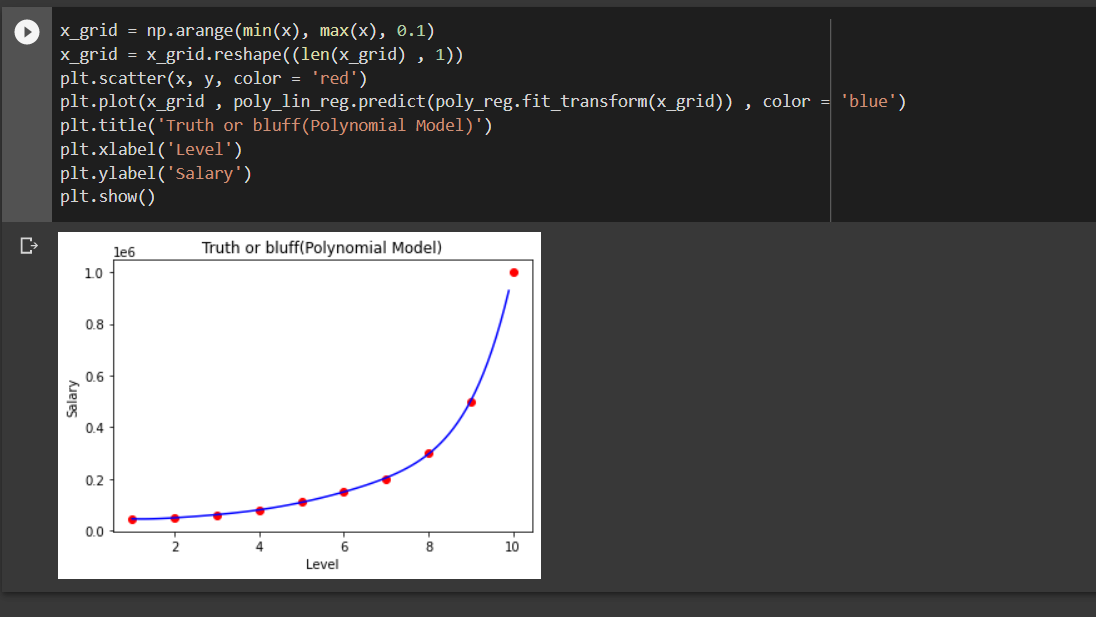 x_grid = np.arange(min(x), max(x), 0.1)
x_grid = x_grid.reshape((len(x_grid) , 1))
plt.scatter(x, y, color = 'red')
plt.plot(x_grid , poly_lin_reg.predict(poly_reg.fit_transform(x_grid)) , color = 'blue')
plt.title('Truth or bluff(Polynomial Model)')
plt.xlabel('Level')
plt.ylabel('Salary')
plt.show()
Truth or bluff(Polynomial Model)
1e6
1.0
0.8
0.6
0.4
0.2
0.0
Salary
2 4 6 8 10
Level